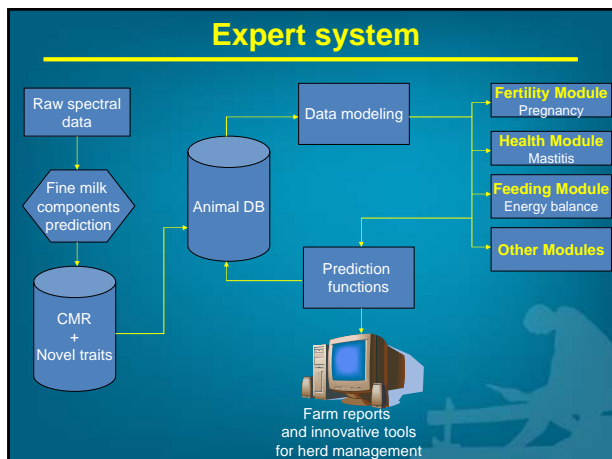 Expert system
Raw spectral
data
Fine milk
components
prediction
CMR
+
Novel traits
Animal DB
Data modeling
Prediction
functions
Farm reports
and innovative tools
for herd management
Fertility Module
Pregnancy
Health Module
Mastitis
Feeding Module
Energy balance
Other Modules